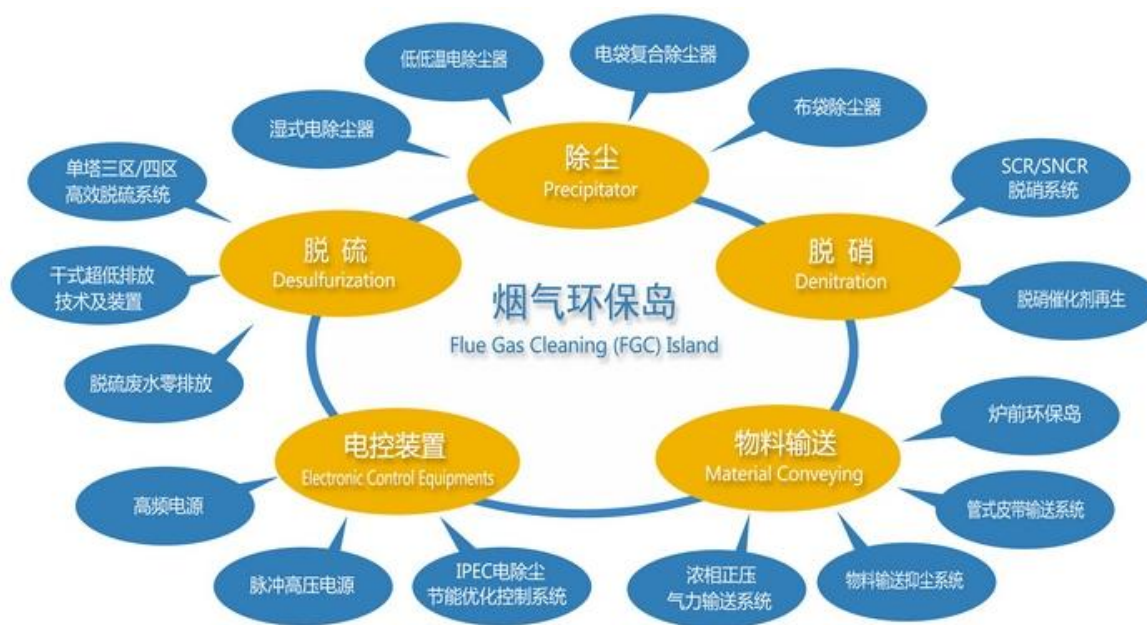 低低温电除尘器
电袋复合除尘器
湿式电除尘器
布袋除尘器
除尘
Precipitator
单塔三区/四区
高效脱硫系统
SCR/SNCR
脱硝系统
脱硫
Desulfurization
脱硝
Denitration
干式超低排放
技术及装置
脱硝催化剂再生
烟气环保岛
Flue Gas Cleaning (FGC) Island
脱硫废水零排放
炉前环保岛
电控装置
Electronic Control Equipments
物料输送
Material Conveying
高频电源
管式皮带输送系统
脉冲高压电源
IPEC电除尘
节能优化控制系统
浓相正压
气力输送系统
物料输送抑尘系统